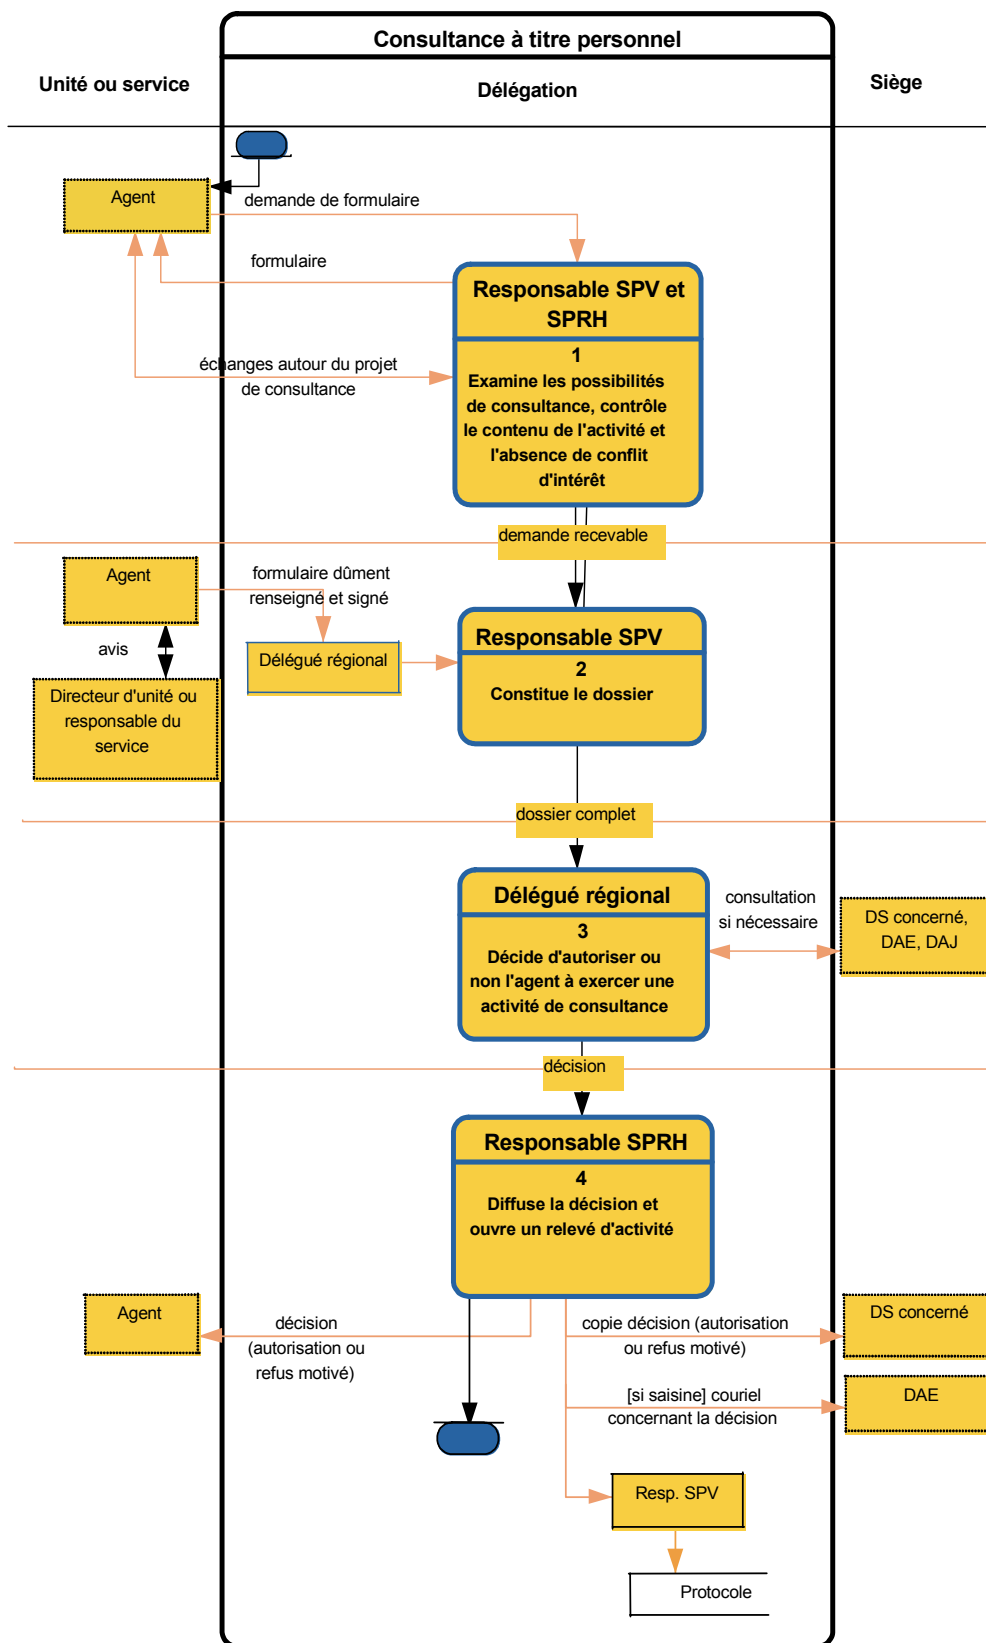 Consultance à titre personnel
Unité ou service
Délégation
Siège
Agent
demande de formulaire
formulaire
Responsable SPV et
SPRH
1
Examine les possibilités
de consultance, contrôle
le contenu de l'activité et
l'absence de conflit
d'intérêt
échanges autour du projet
de consultance
demande recevable
Agent
formulaire dûment
renseigné et signé
avis
Délégué régional
Responsable SPV
2
Constitue le dossier
Directeur d'unité ou
responsable du
service
dossier complet
Délégué régional
3
Décide d'autoriser ou
non l'agent à exercer une
activité de consultance
consultation
si nécessaire
DS concerné,
DAE, DAJ
décision
Responsable SPRH
4
Diffuse la décision et
ouvre un relevé d'activité
Agent
décision
(autorisation ou
refus motivé)
copie décision (autorisation
ou refus motivé)
DS concerné
[si saisine] couriel
concernant la décision
DAE
Resp. SPV
Protocole